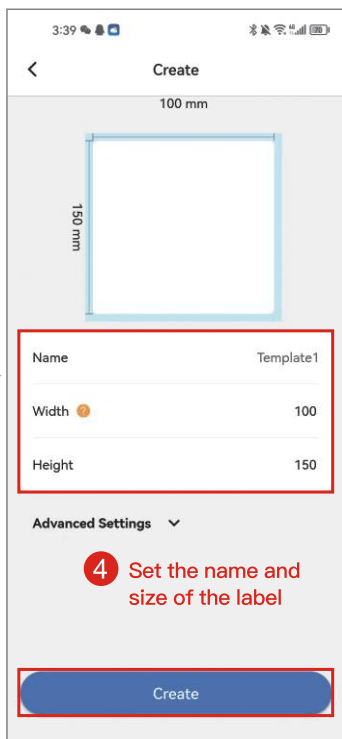 3:39
Create
100 mm
150 mm
Name Template1
Width ? 100
Height 150
Advanced Settings
4 Set the name and
size of the label
Create